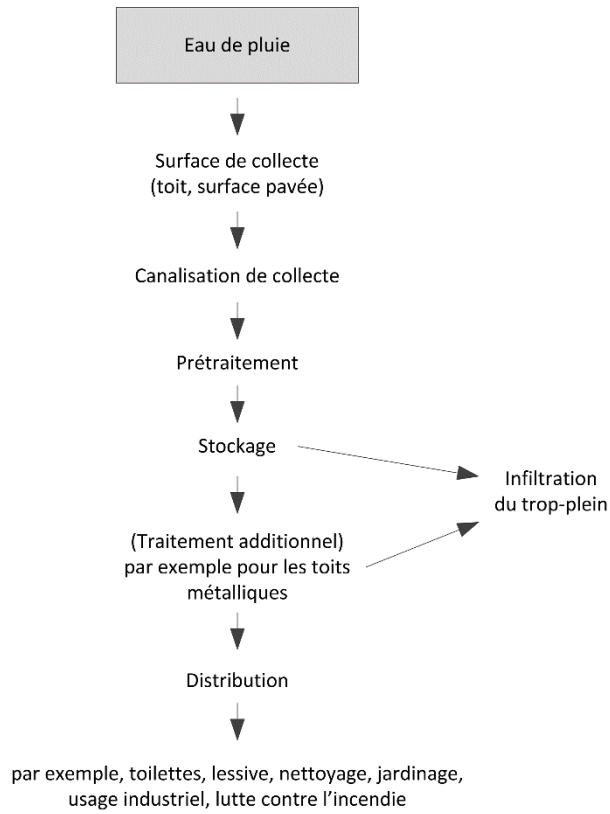 Eau de pluie
Surface de collecte
(toit, surface pavée)
Canalisation de collecte
Prétraitement
Stockage
Infiltration
du trop-plein
(Traitement additionnel)
par exemple pour les toits
métalliques
Distribution
par exemple, toilettes, lessive, nettoyage, jardinage,
usage industriel, lutte contre l’incendie